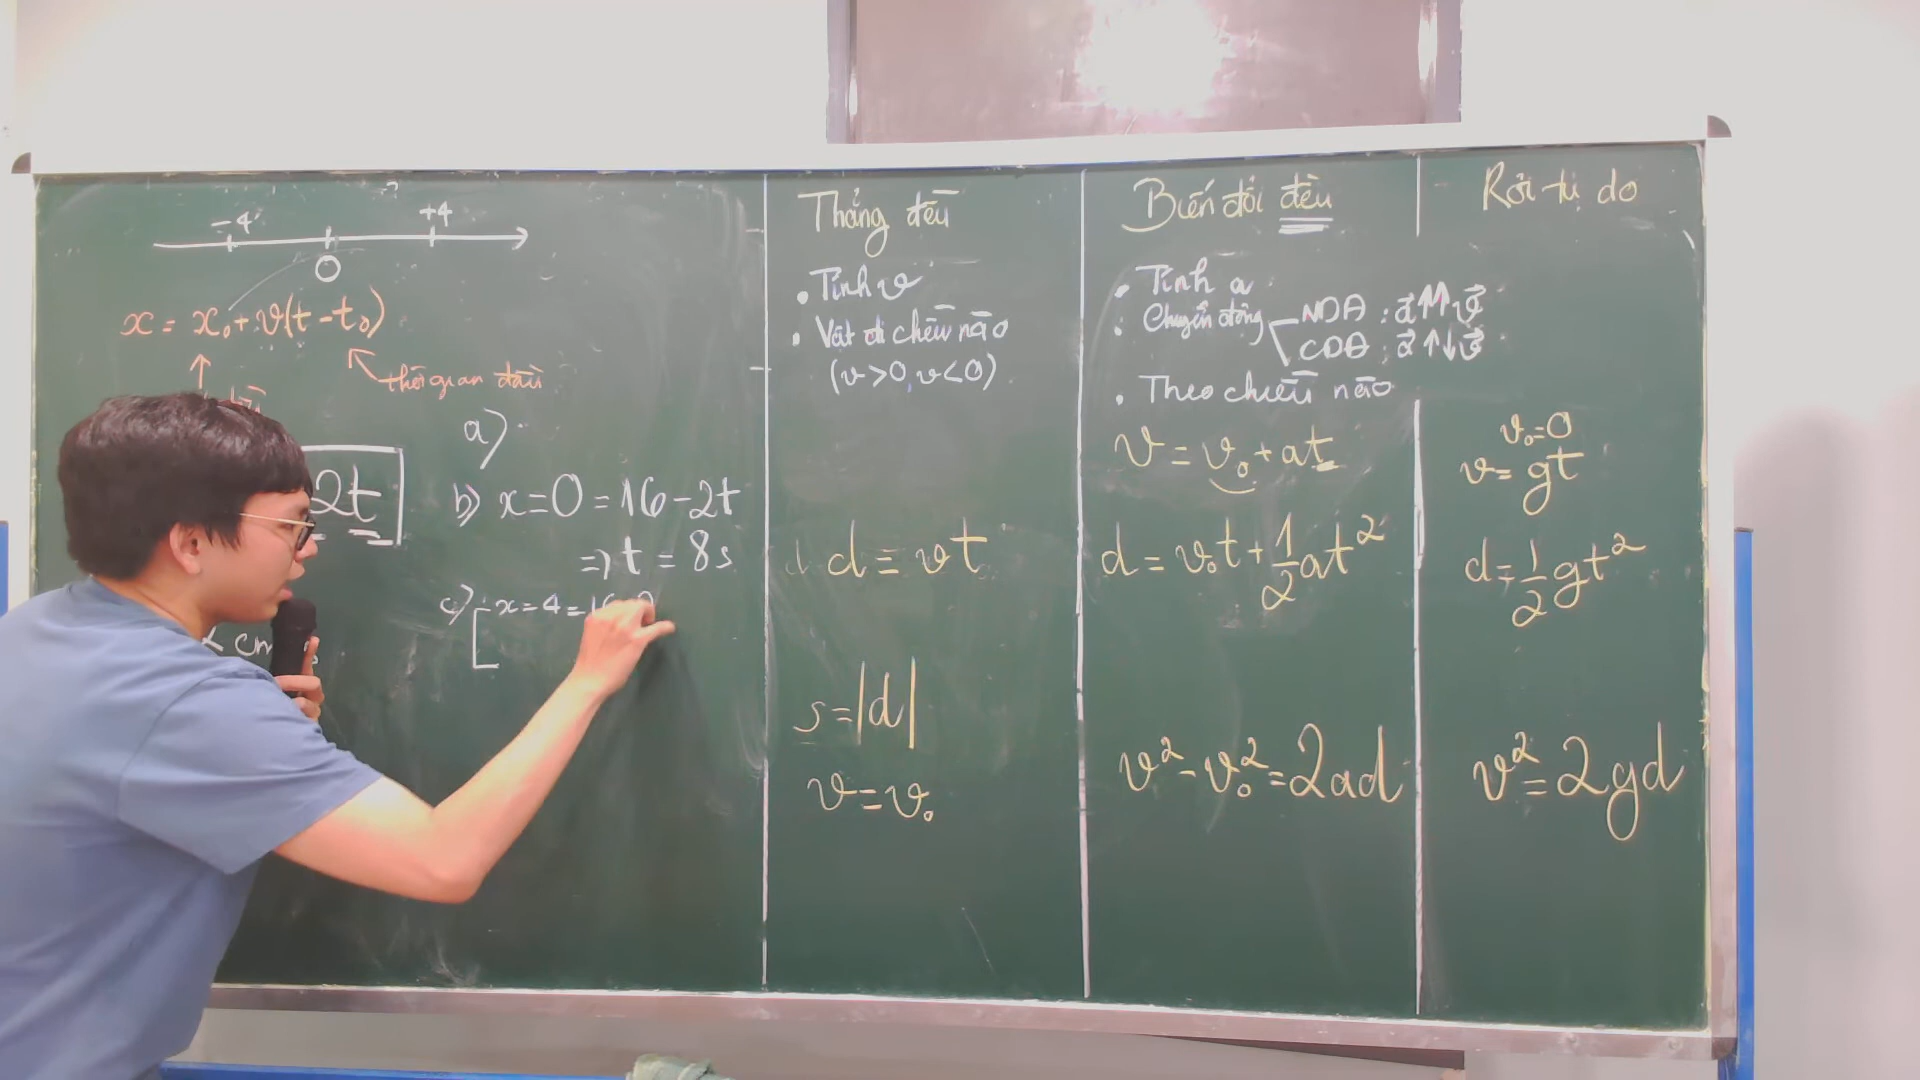 -4 +4
O
x = x₀ + v(t - t₀)
thời gian đầu
2t
a)
b) x = 0 = 16 - 2t
=> t = 8s
c) x = 4 = 16
cm
Thẳng đều
• Tính v
• Vật đi chiều nào
(v > 0, v < 0)
d = vt
s = |d|
v = v₀
Biến đổi đều
• Tính a
• Chuyển động NDĐ : a⃗ ↑↑ v⃗
CDĐ : a⃗ ↑↓ v⃗
• Theo chiều nào
v = v₀ + at
d = v₀t + 1/2 at²
v² - v₀² = 2ad
Rơi tự do
v₀ = 0
v = gt
d = 1/2 gt²
v² = 2gd